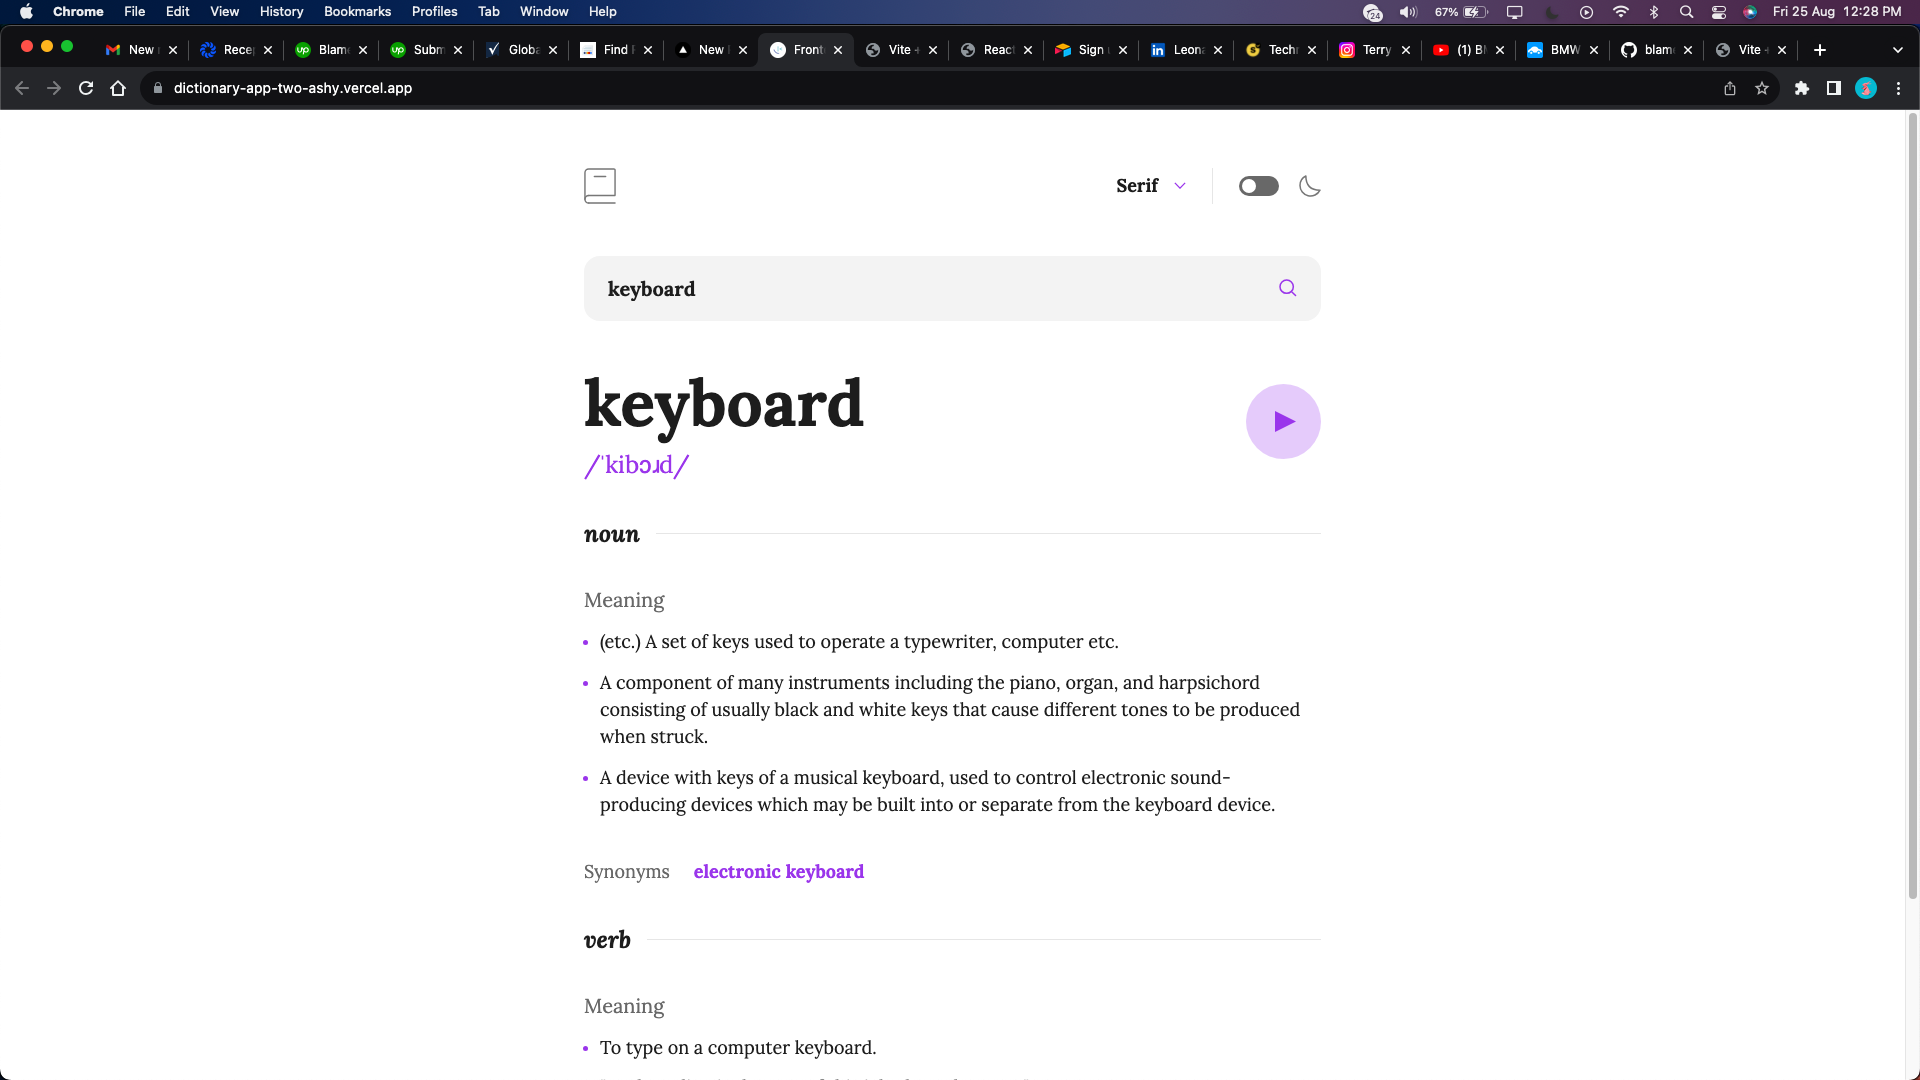 Chrome File Edit View History Bookmarks Profiles Tab Window Help 24 67% Fri 25 Aug 12:28 PM
New Rece Blam Subm Globa Find New Front Vite React Sign Leona Techn Terry (1) BMW blam Vite
dictionary-app-two-ashy.vercel.app
Serif
keyboard
keyboard
/ˈkibɔɹd/
noun
Meaning
(etc.) A set of keys used to operate a typewriter, computer etc.
A component of many instruments including the piano, organ, and harpsichord
consisting of usually black and white keys that cause different tones to be produced
when struck.
A device with keys of a musical keyboard, used to control electronic sound-
producing devices which may be built into or separate from the keyboard device.
Synonyms electronic keyboard
verb
Meaning
To type on a computer keyboard.